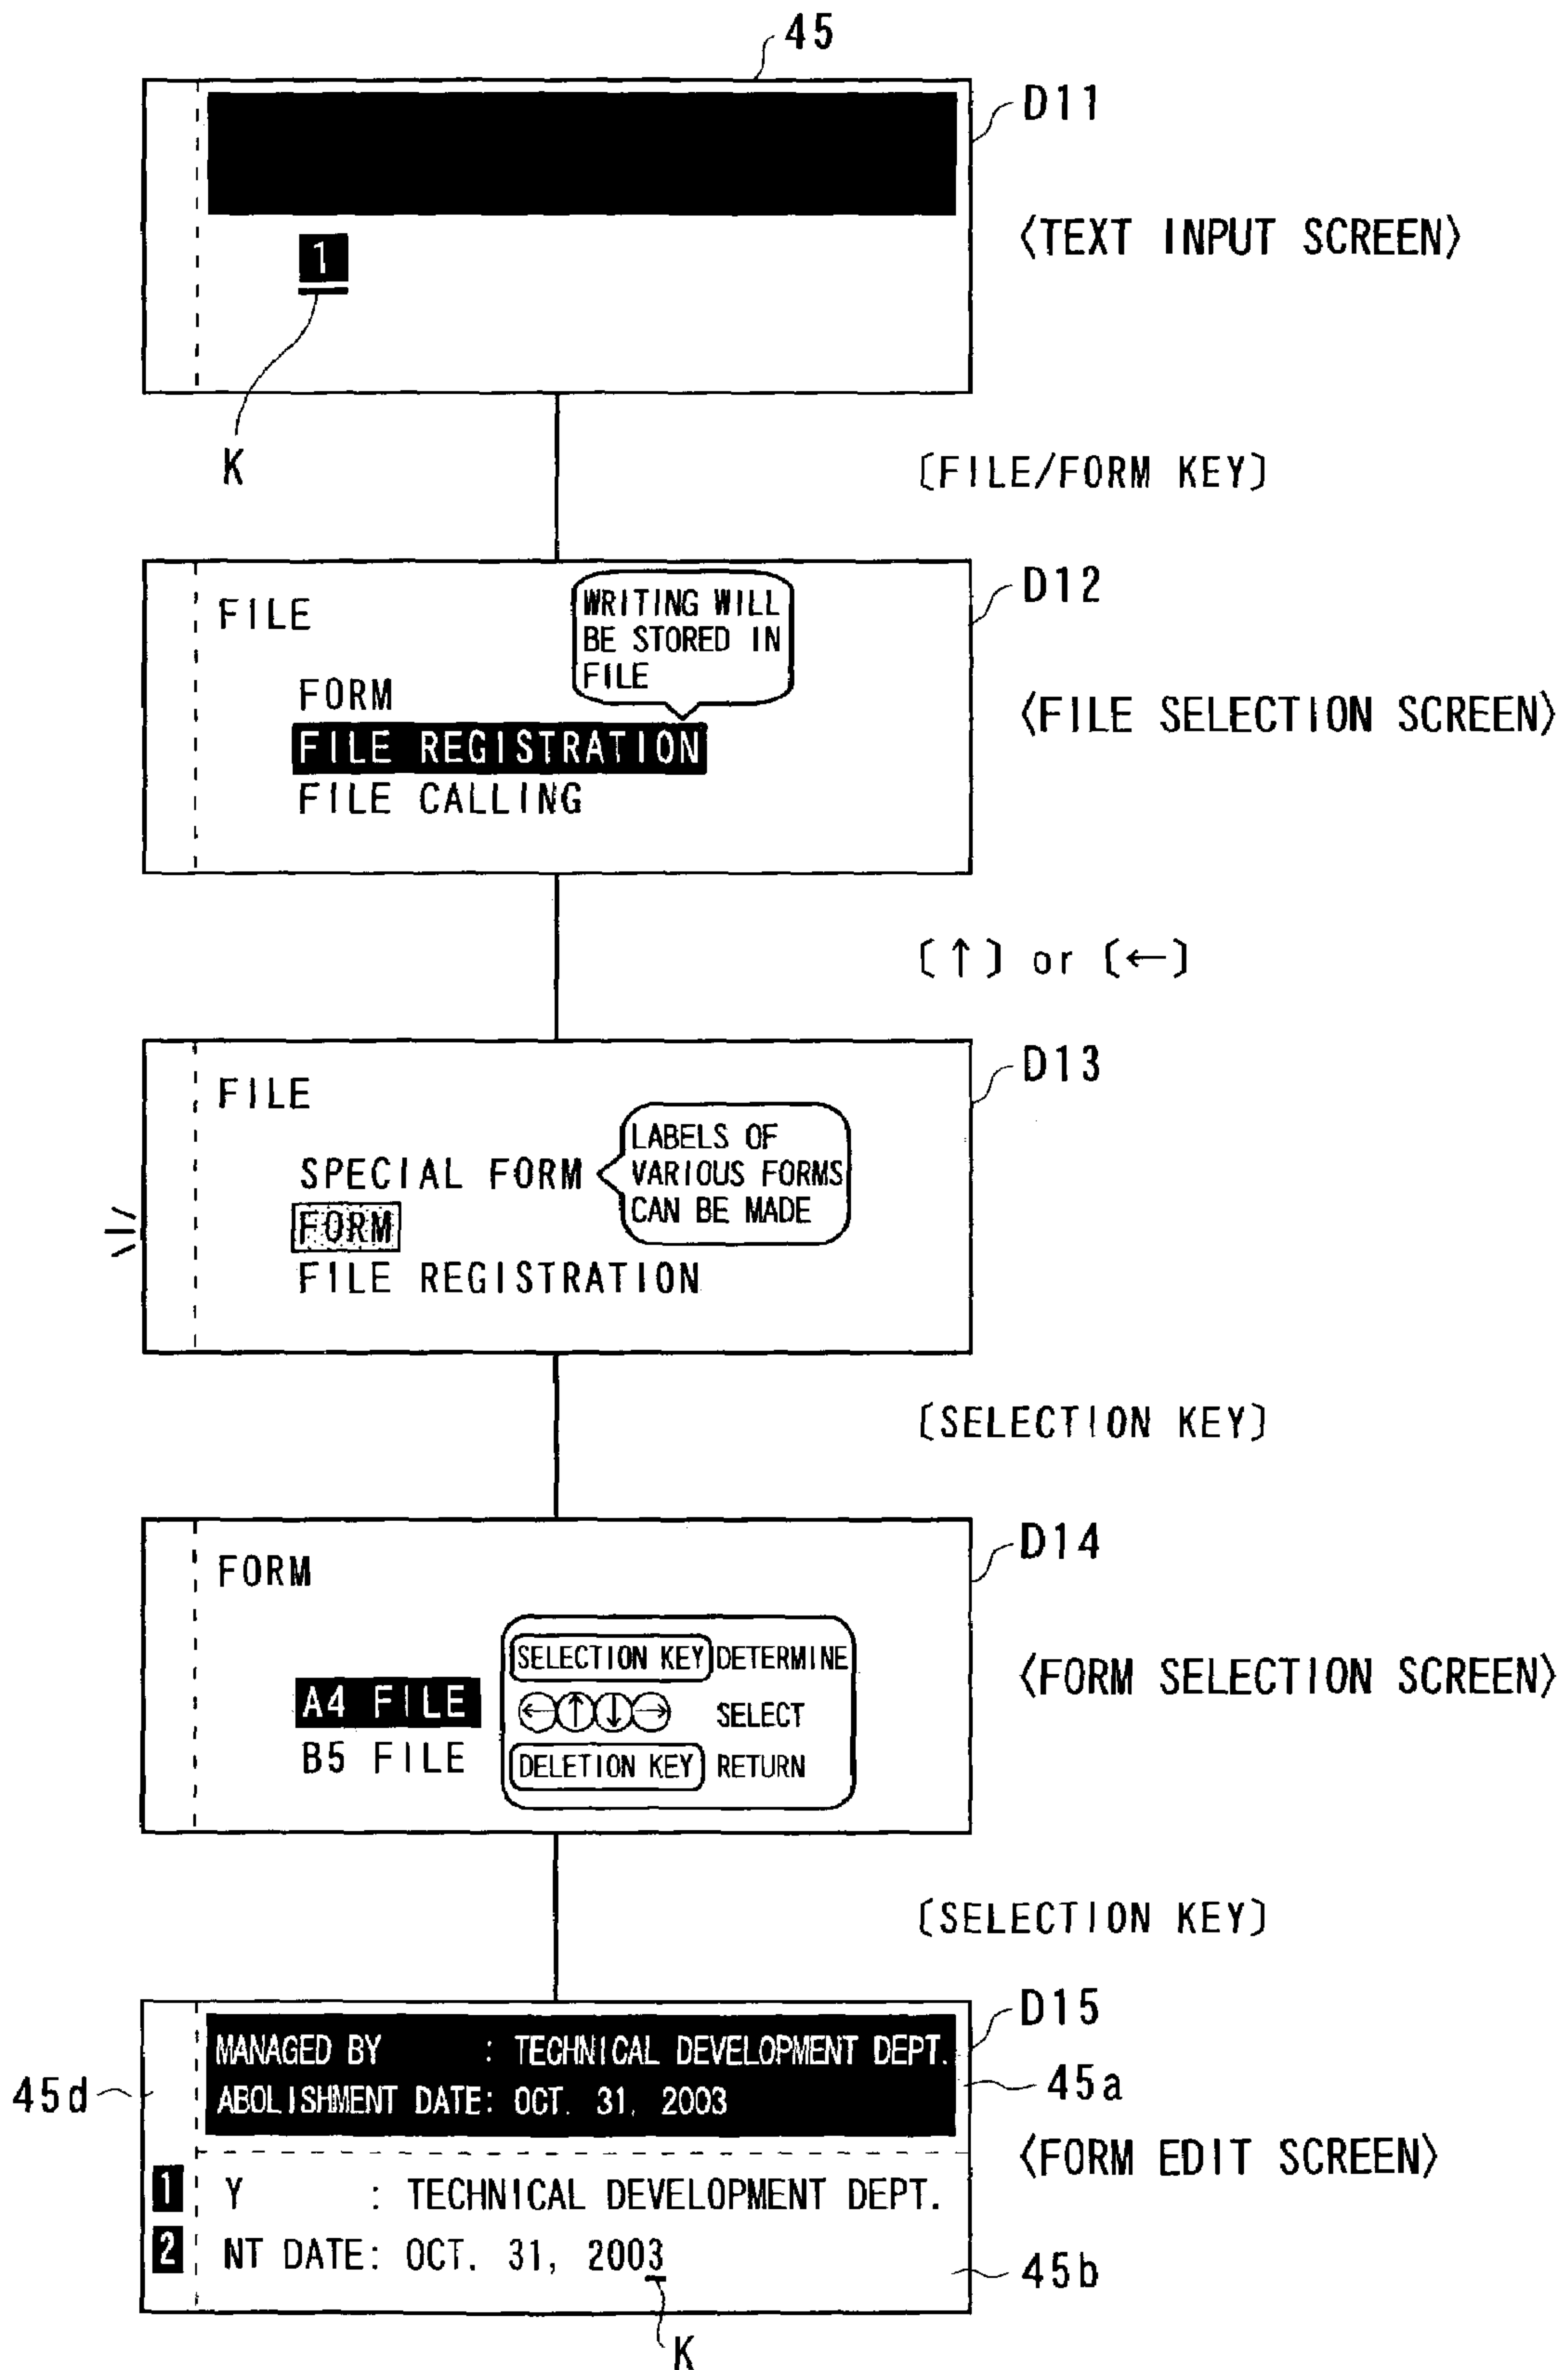 45
D11
〈TEXT INPUT SCREEN〉
1
K
〔FILE/FORM KEY〕
D12
FILE
WRITING WILL
BE STORED IN
FILE
FORM
〈FILE SELECTION SCREEN〉
FILE REGISTRATION
FILE CALLING
〔↑〕 or 〔←〕
D13
FILE
LABELS OF
VARIOUS FORMS
CAN BE MADE
SPECIAL FORM
FORM
FILE REGISTRATION
〔SELECTION KEY〕
D14
FORM
SELECTION KEY DETERMINE
←↑↓→ SELECT
DELETION KEY RETURN
A4 FILE
B5 FILE
〈FORM SELECTION SCREEN〉
〔SELECTION KEY〕
D15
MANAGED BY : TECHNICAL DEVELOPMENT DEPT.
ABOLISHMENT DATE: OCT. 31, 2003
45d
45a
〈FORM EDIT SCREEN〉
1 Y : TECHNICAL DEVELOPMENT DEPT.
2 NT DATE: OCT. 31, 2003
45b
K